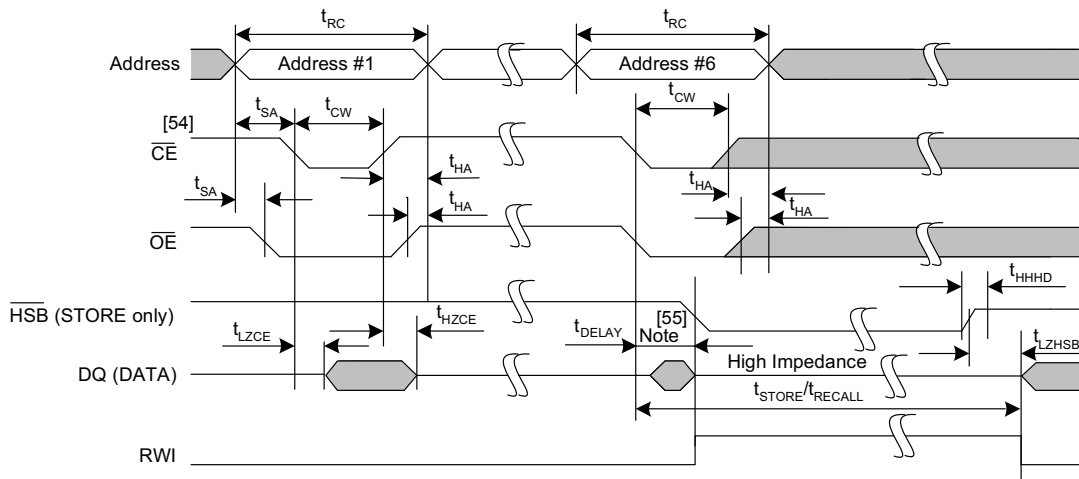 tRC tRC
Address Address #1 Address #6
tSA tCW tCW
[54]
CE
tHA tHA
tSA tHA tHA
OE
tHHHD
HSB (STORE only)
tLZCE tHZCE tDELAY [55] Note tLZHSB
High Impedance
DQ (DATA)
tSTORE/tRECALL
RWI